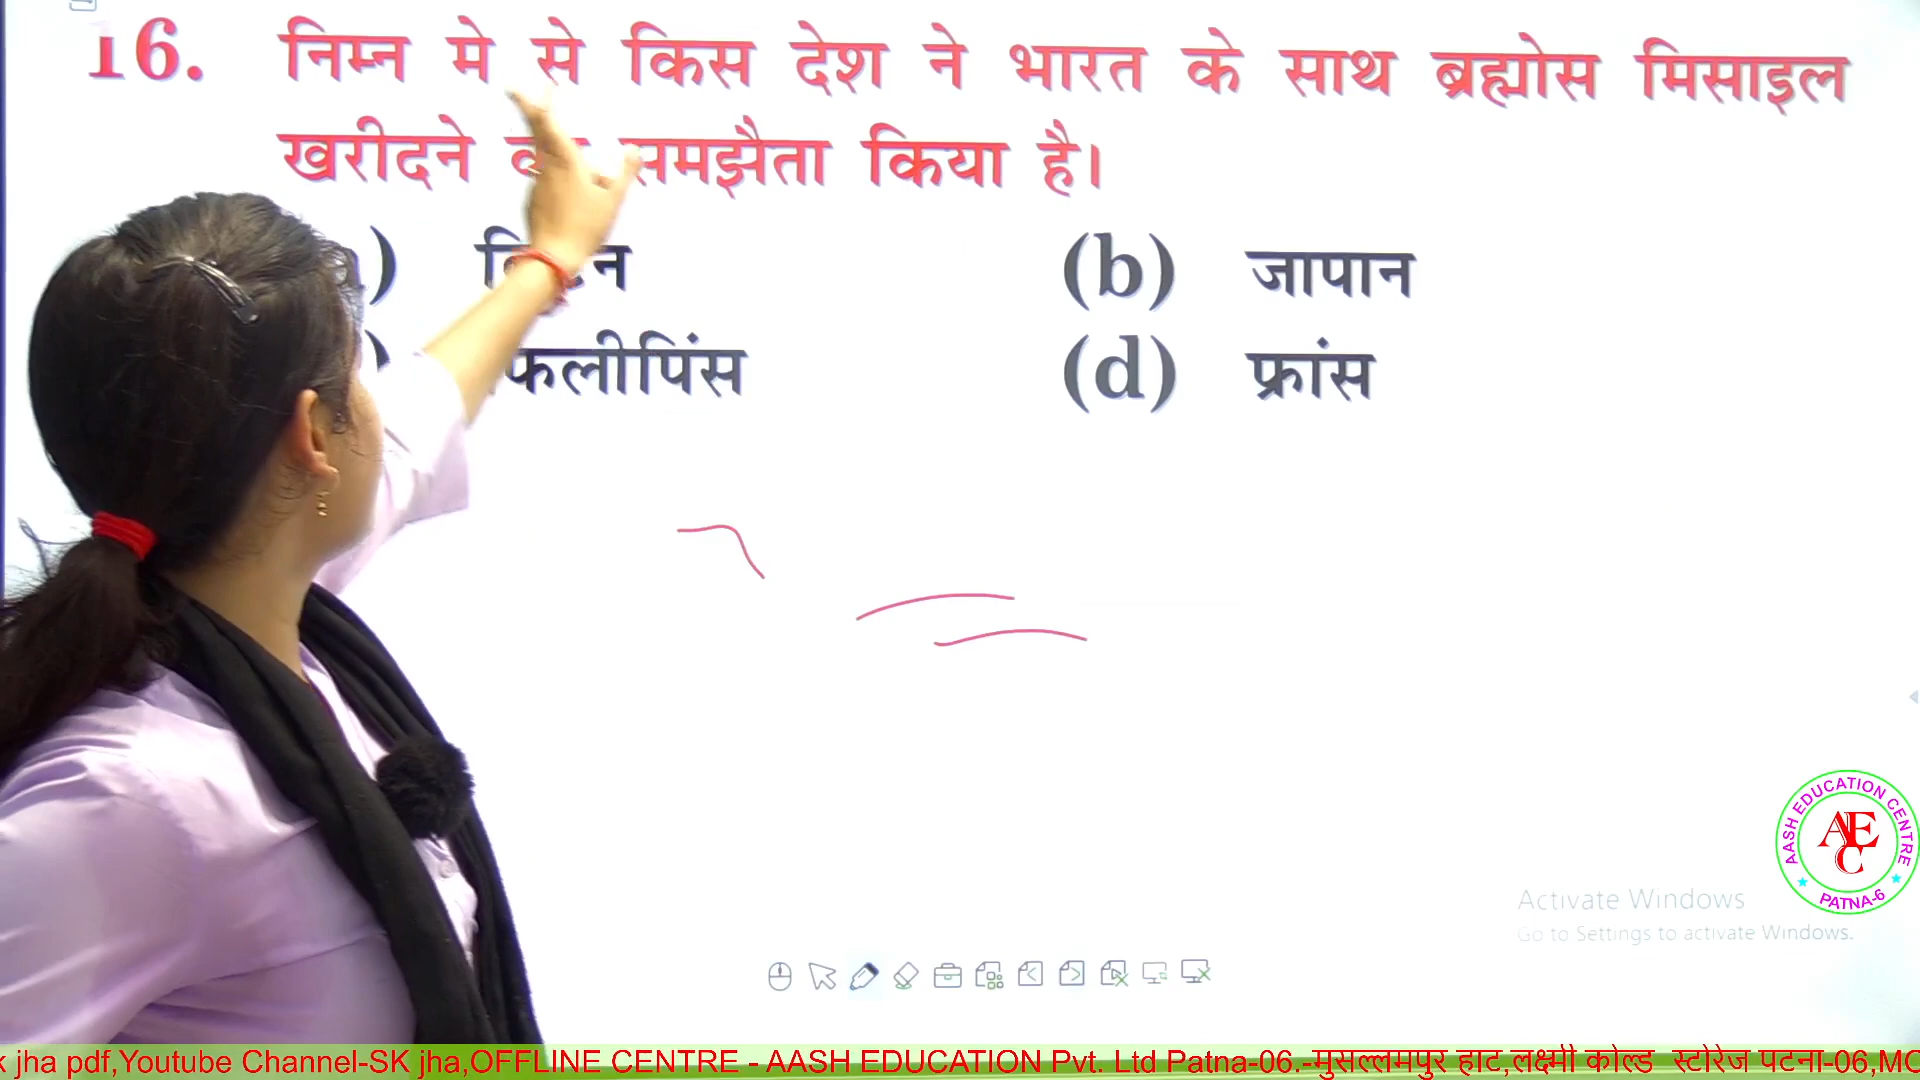 16. निम्न मे से किस देश ने भारत के साथ ब्रह्मोस मिसाइल
खरीदने समझैता किया है।
(b) जापान
फिलीपिंस (d) फ्रांस
AASH EDUCATION CENTRE
AEC
PATNA-6
Activate Windows
Go to Settings to activate Windows.
jha pdf,Youtube Channel-SK jha,OFFLINE CENTRE - AASH EDUCATION Pvt. Ltd Patna-06.-मुसल्लमपुर हाट,लक्ष्मी कोल्ड स्टोरेज पटना-06,